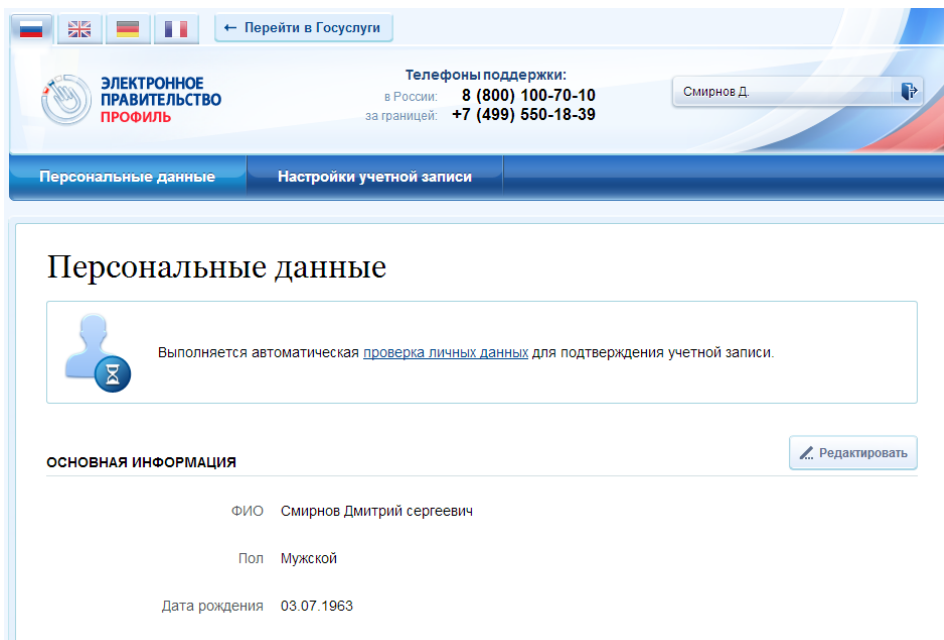 ← Перейти в Госуслуги
ЭЛЕКТРОННОЕ
ПРАВИТЕЛЬСТВО
ПРОФИЛЬ
Телефоны поддержки:
в России: 8 (800) 100-70-10
за границей: +7 (499) 550-18-39
Смирнов Д.
Персональные данные Настройки учетной записи
Персональные данные
Выполняется автоматическая проверка личных данных для подтверждения учетной записи.
ОСНОВНАЯ ИНФОРМАЦИЯ
Редактировать
ФИО Смирнов Дмитрий сергеевич
Пол Мужской
Дата рождения 03.07.1963